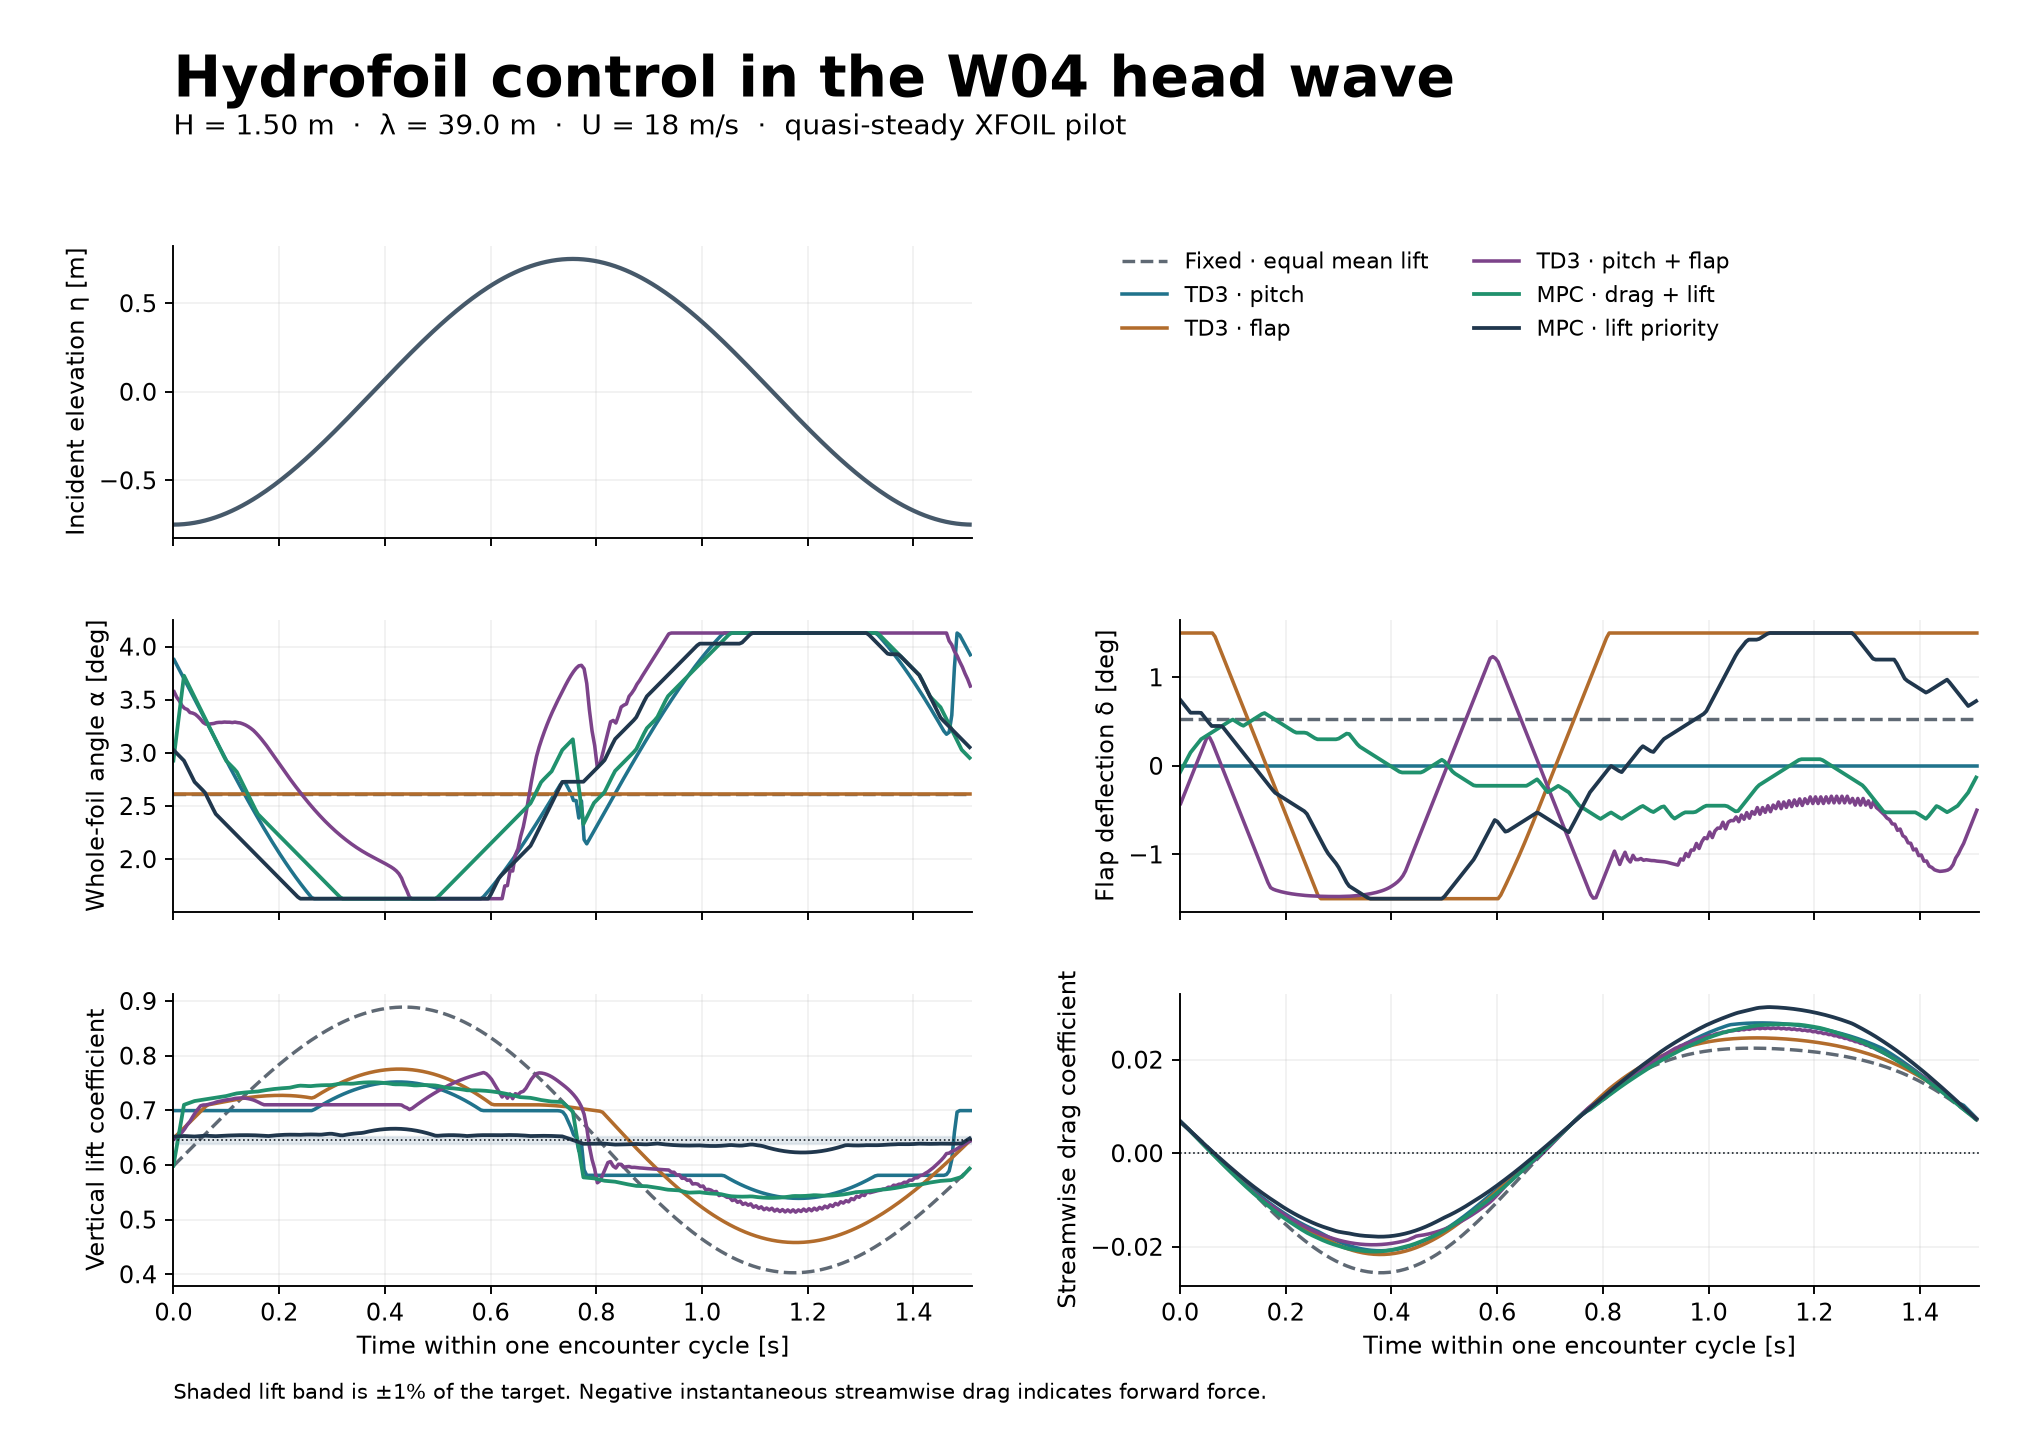 Hydrofoil control in the W04 head wave
H = 1.50 m · λ = 39.0 m · U = 18 m/s · quasi-steady XFOIL pilot
Incident elevation η [m]
0.5
0.0
−0.5
Fixed · equal mean lift
TD3 · pitch
TD3 · flap
TD3 · pitch + flap
MPC · drag + lift
MPC · lift priority
Whole-foil angle α [deg]
4.0
3.5
3.0
2.5
2.0
Flap deflection δ [deg]
1
0
−1
Vertical lift coefficient
0.9
0.8
0.7
0.6
0.5
0.4
0.0 0.2 0.4 0.6 0.8 1.0 1.2 1.4
Time within one encounter cycle [s]
Streamwise drag coefficient
0.02
0.00
−0.02
0.0 0.2 0.4 0.6 0.8 1.0 1.2 1.4
Time within one encounter cycle [s]
Shaded lift band is ±1% of the target. Negative instantaneous streamwise drag indicates forward force.